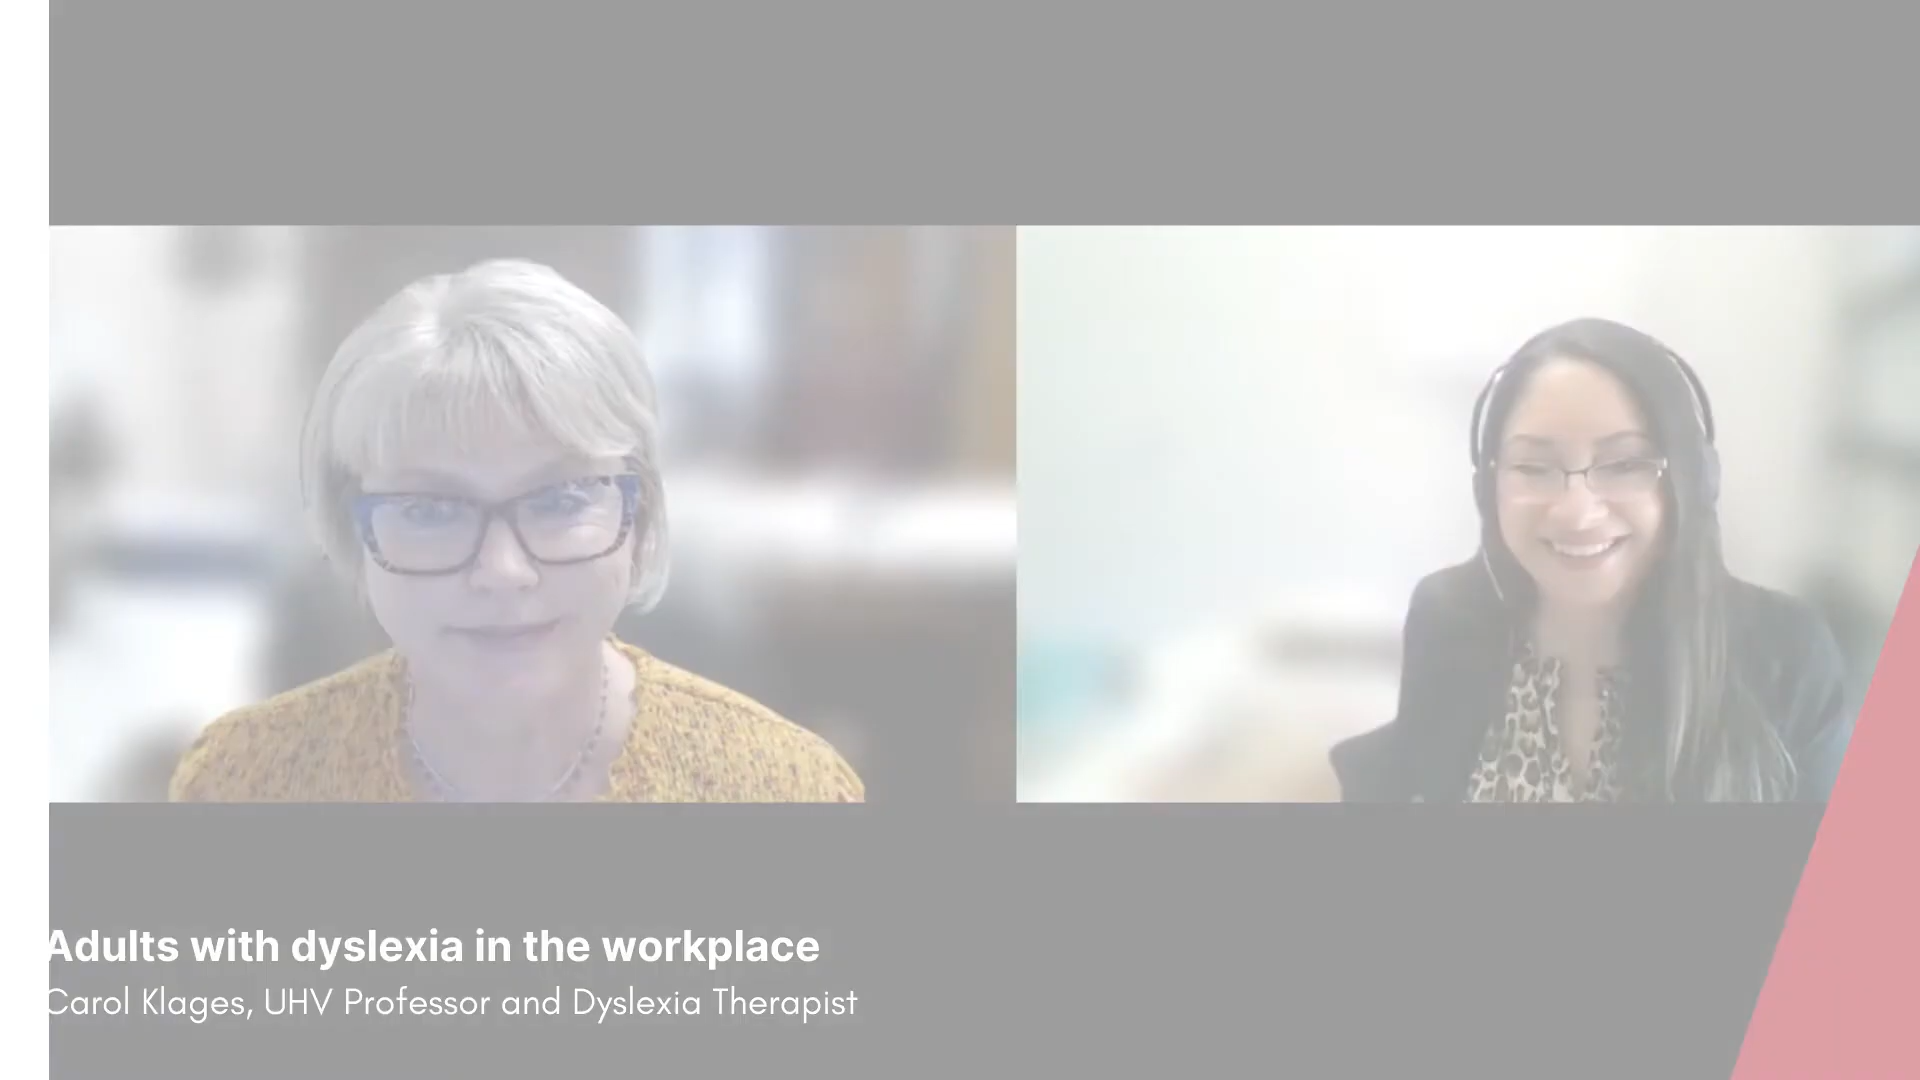 Adults with dyslexia in the workplace
Carol Klages, UHV Professor and Dyslexia Therapist